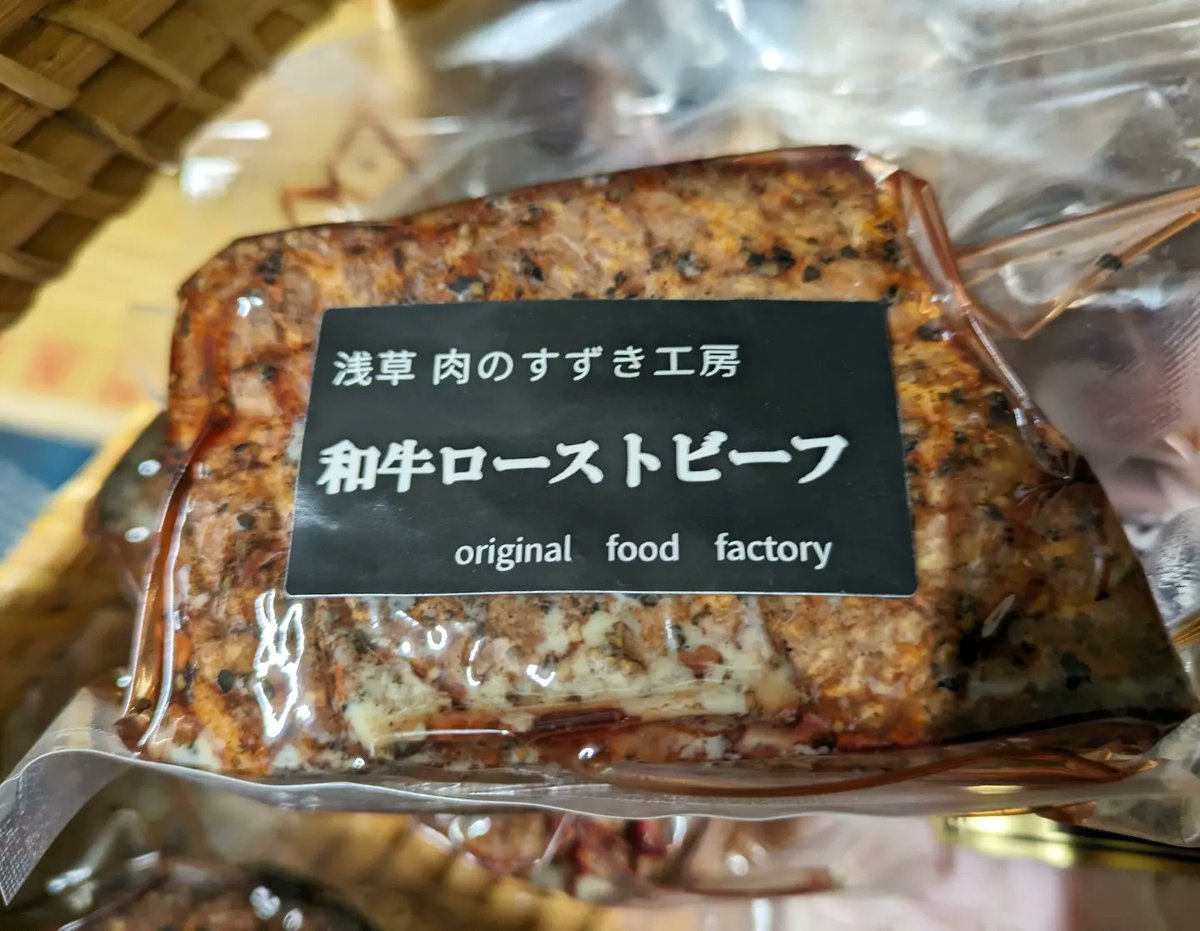 浅草 肉のすずき工房
和牛ローストビーフ
original food factory